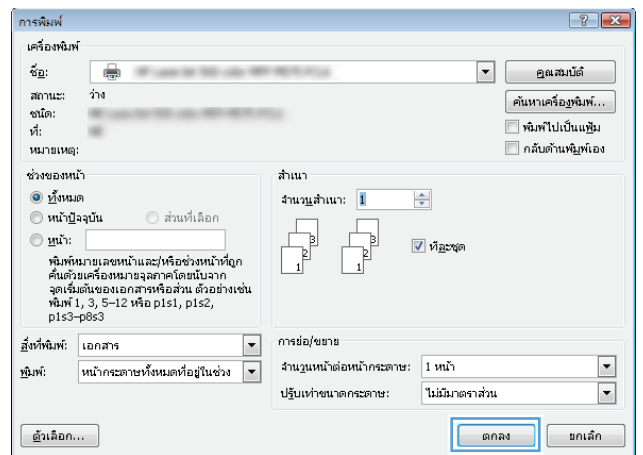 การพิมพ์
เครื่องพิมพ์
ชื่อ:
คุณสมบัติ
สถานะ: ว่าง
ชนิด:
ค้นหาเครื่องพิมพ์...
ที่:
พิมพ์ไปเป็นแฟ้ม
หมายเหตุ:
กลับด้านพิมพ์เอง
ช่วงของหน้า
ทั้งหมด
หน้าปัจจุบัน ส่วนที่เลือก
หน้า:
พิมพ์หมายเลขหน้าและ/หรือช่วงหน้าที่ถูก
คั่นด้วยเครื่องหมายจุลภาคโดยนับจาก
จุดเริ่มต้นของเอกสารหรือส่วน ตัวอย่างเช่น
พิมพ์ 1, 3, 5–12 หรือ p1s1, p1s2,
p1s3–p8s3
สำเนา
จำนวนสำเนา: 1
3 3
2 2
1 1
ทีละชุด
สิ่งที่พิมพ์: เอกสาร
พิมพ์: หน้ากระดาษทั้งหมดที่อยู่ในช่วง
การย่อ/ขยาย
จำนวนหน้าต่อหน้ากระดาษ: 1 หน้า
ปรับเท่าขนาดกระดาษ: ไม่มีมาตราส่วน
ตัวเลือก...
ตกลง
ยกเลิก